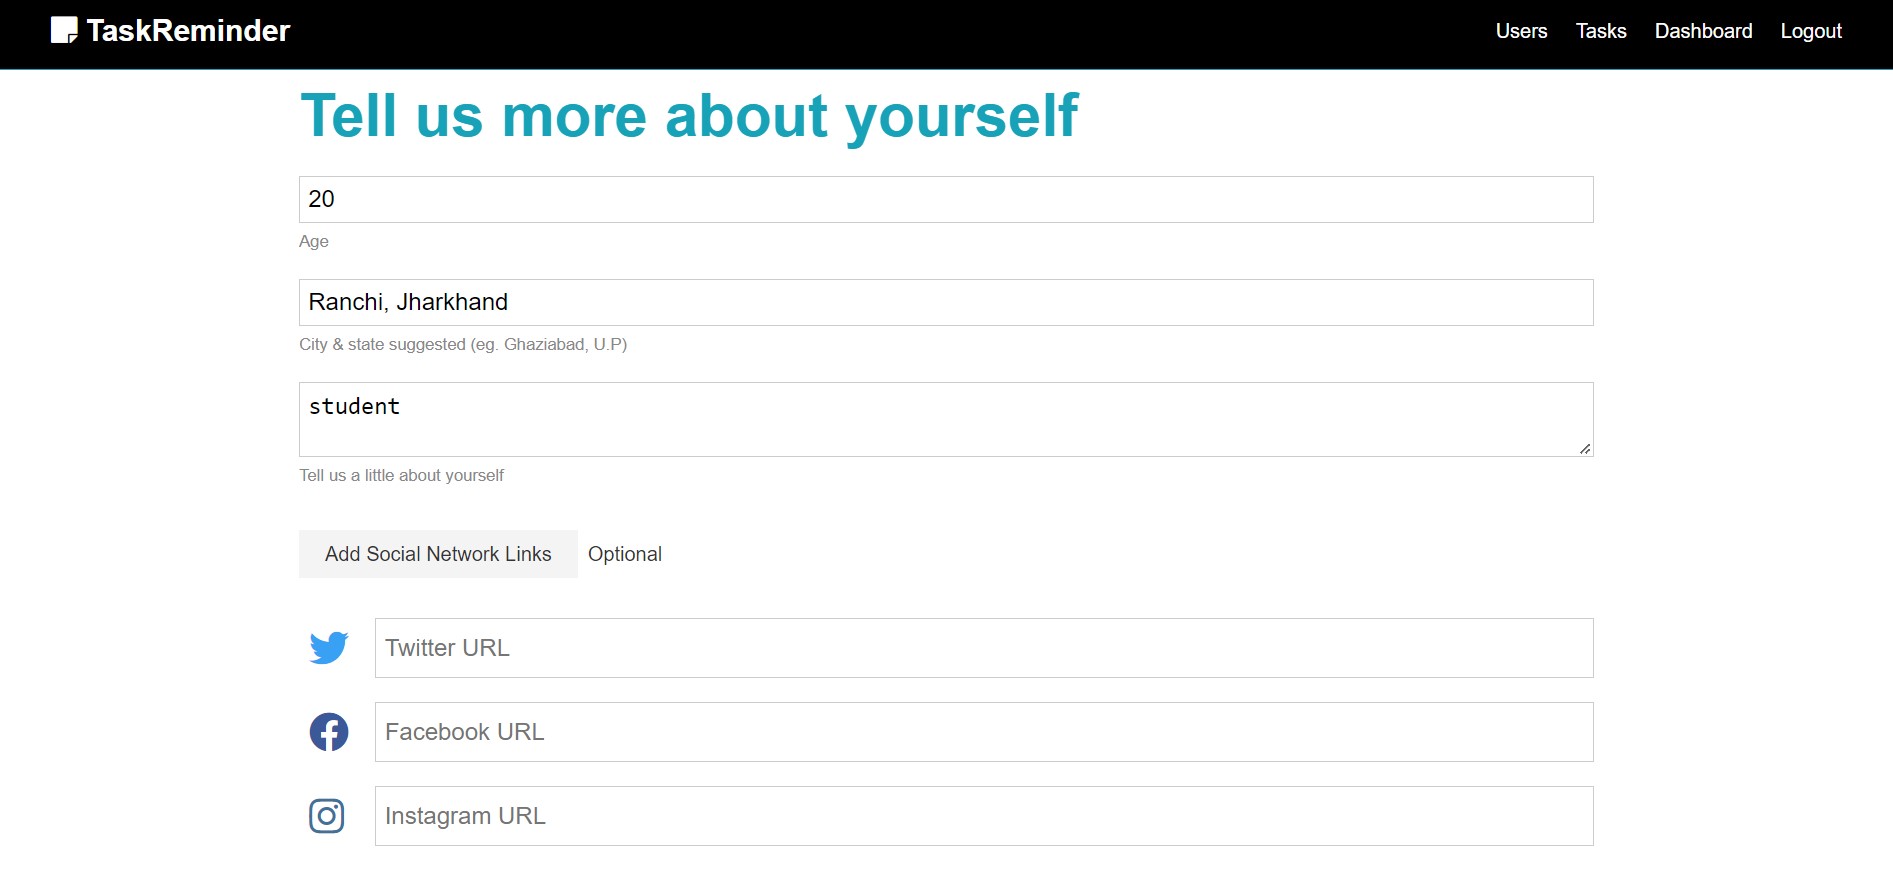 TaskReminder
Users Tasks Dashboard Logout
Tell us more about yourself
20
Age
Ranchi, Jharkhand
City & state suggested (eg. Ghaziabad, U.P)
student
Tell us a little about yourself
Add Social Network Links Optional
Twitter URL
Facebook URL
Instagram URL